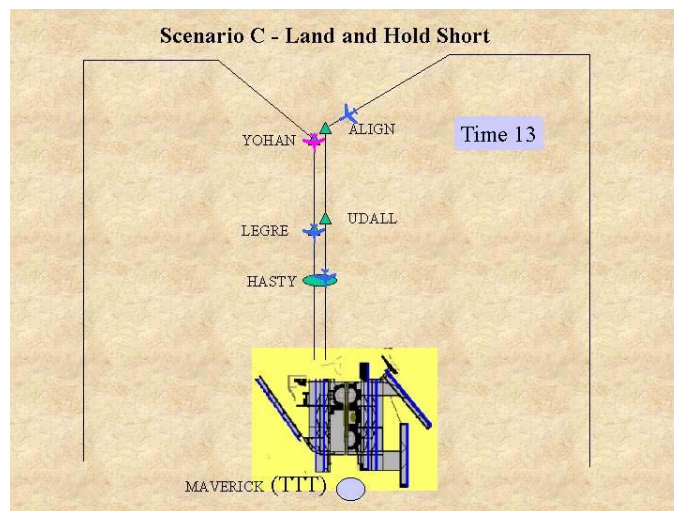 Scenario C - Land and Hold Short
ALIGN
Time 13
YOHAN
UDALL
LEGRE
HASTY
MAVERICK (TTT)